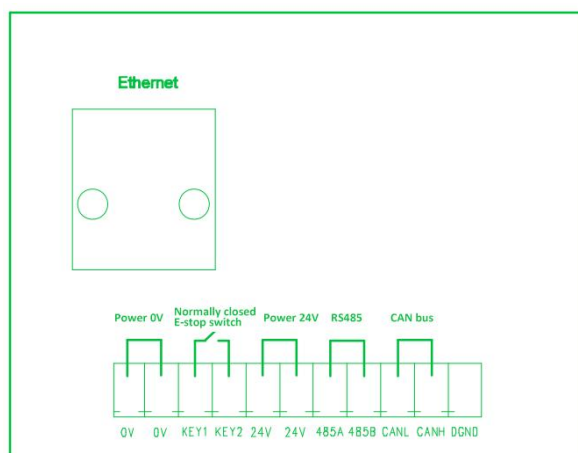 Ethernet
Power 0V
Normally closed
E-stop switch
Power 24V
RS485
CAN bus
0V 0V KEY1 KEY2 24V 24V 485A 485B CANL CANH DGND